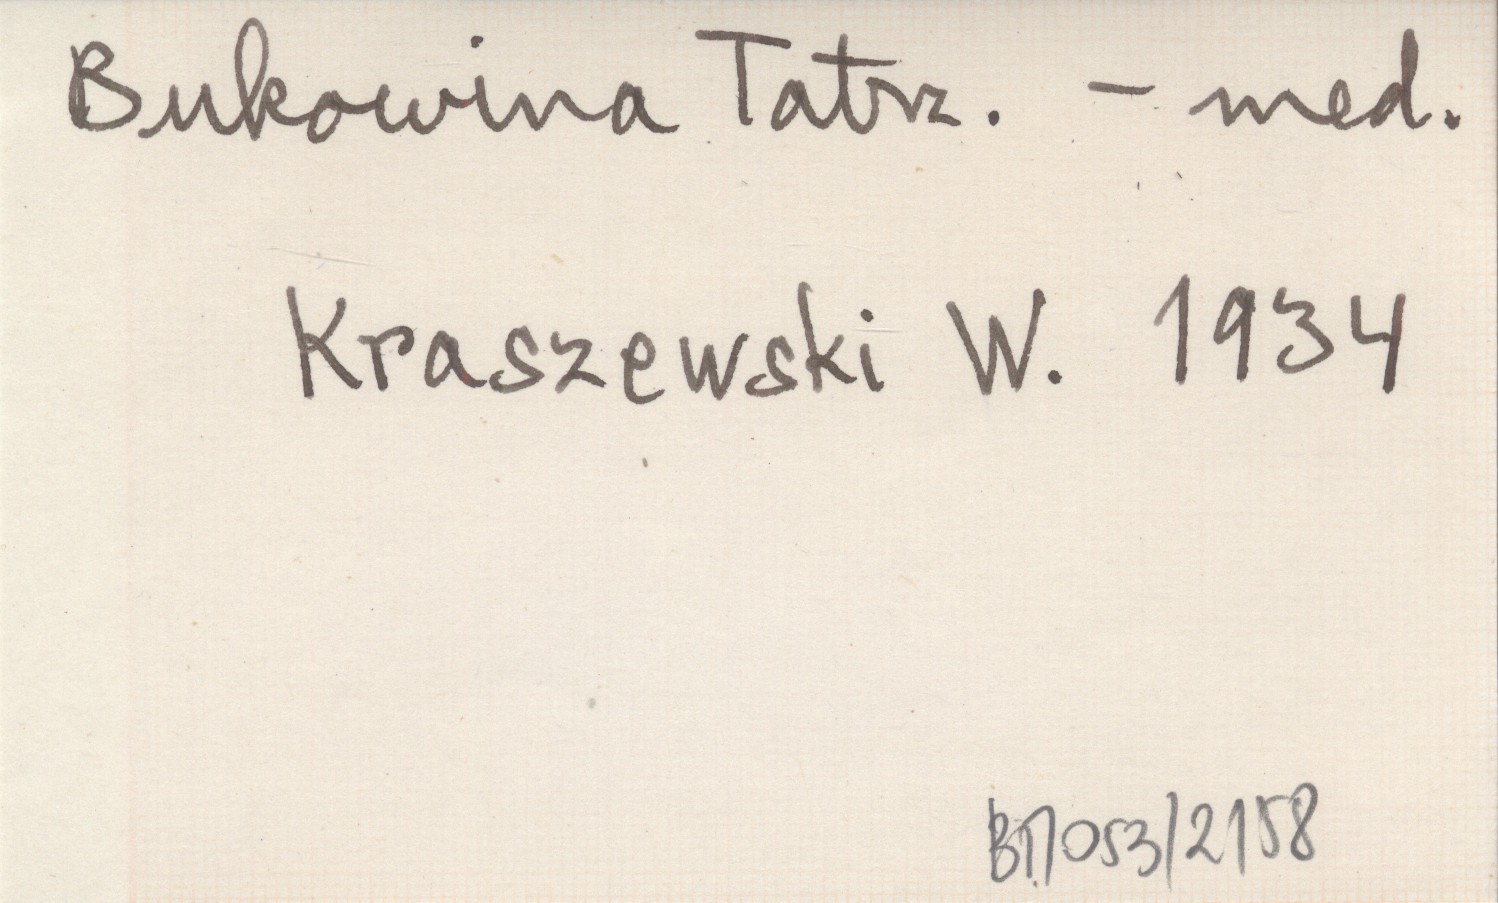 Bukowina Tatrz. – med.
Kraszewski W. 1934
BT/053/2158